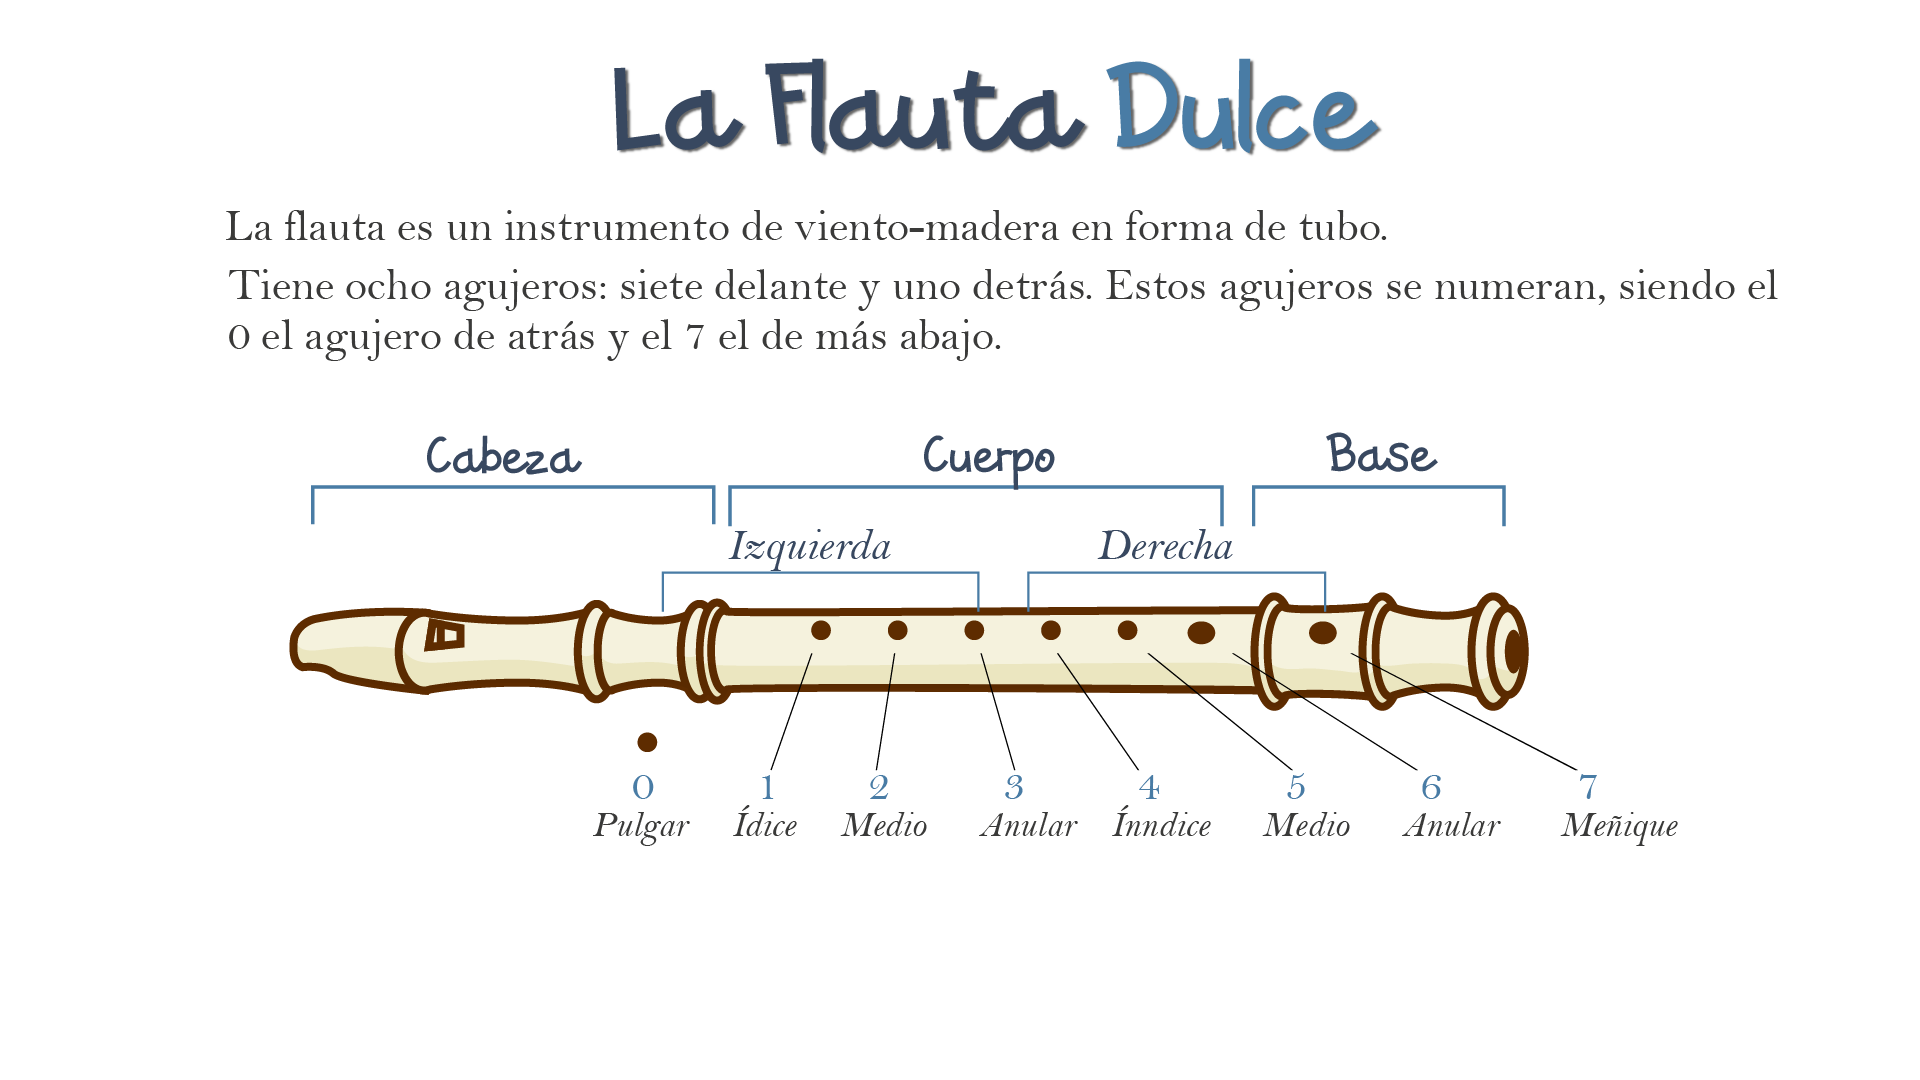 La Flauta Dulce
La flauta es un instrumento de viento-madera en forma de tubo.
Tiene ocho agujeros: siete delante y uno detrás. Estos agujeros se numeran, siendo el
0 el agujero de atrás y el 7 el de más abajo.
Cabeza Cuerpo Base
Izquierda Derecha
0 1 2 3 4 5 6 7
Pulgar Ídice Medio Anular Ínndice Medio Anular Meñique